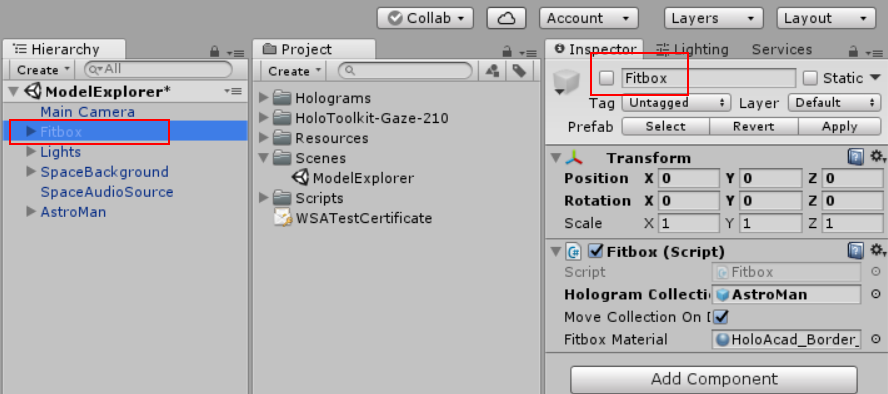 Collab Account Layers Layout
Hierarchy
Create All
ModelExplorer*
Main Camera
Fitbox
Lights
SpaceBackground
SpaceAudioSource
AstroMan
Project
Create
Holograms
HoloToolkit-Gaze-210
Resources
Scenes
ModelExplorer
Scripts
WSATestCertificate
Inspector Lighting Services
Fitbox Static
Tag Untagged Layer Default
Prefab Select Revert Apply
Transform
Position X 0 Y 0 Z 0
Rotation X 0 Y 0 Z 0
Scale X 1 Y 1 Z 1
Fitbox (Script)
Script Fitbox
Hologram Collectio AstroMan
Move Collection On D
Fitbox Material HoloAcad_Border_
Add Component